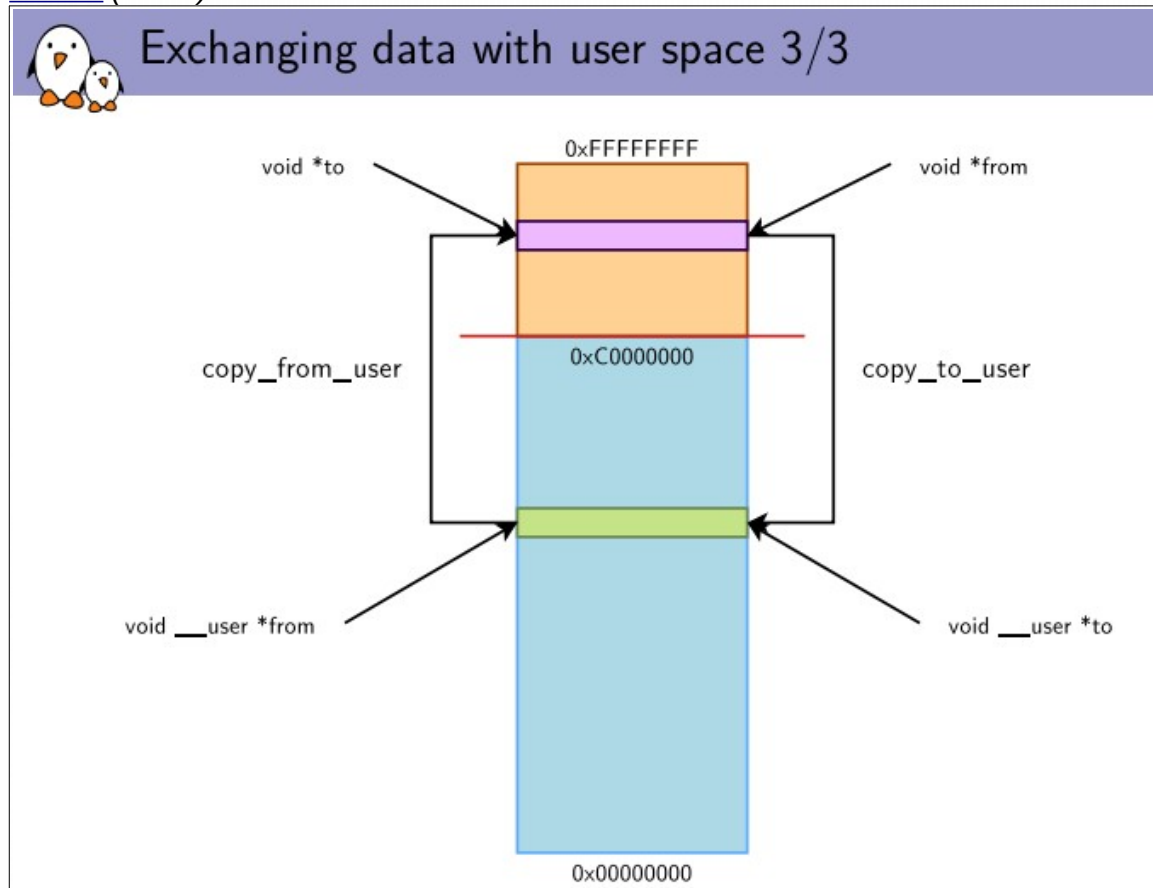 Exchanging data with user space 3/3
0xFFFFFFFF
void *to
void *from
0xC0000000
copy_from_user
copy_to_user
void __user *from
void __user *to
0x00000000